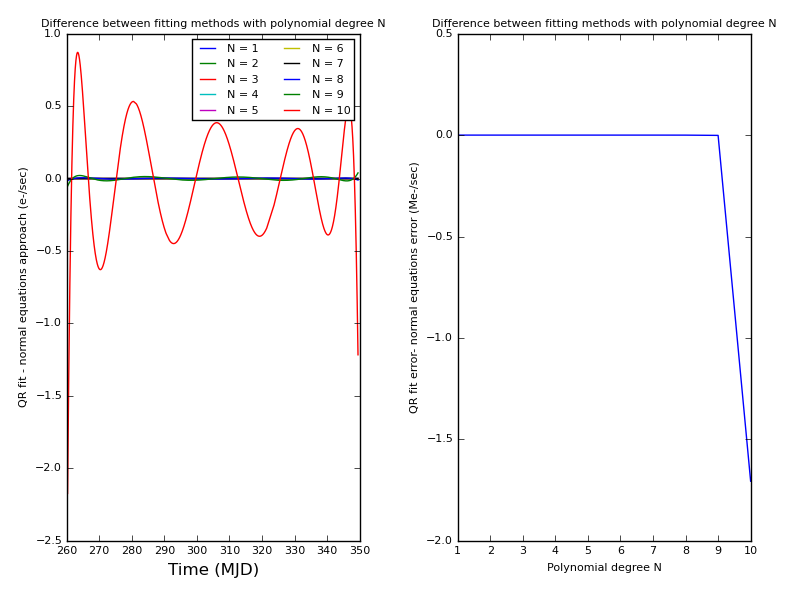 Difference between fitting methods with polynomial degree N
1.0
0.5
0.0
−0.5
−1.0
−1.5
−2.0
−2.5
QR fit - normal equations approach (e-/sec)
N = 1
N = 2
N = 3
N = 4
N = 5
N = 6
N = 7
N = 8
N = 9
N = 10
260 270 280 290 300 310 320 330 340 350
Time (MJD)
Difference between fitting methods with polynomial degree N
0.5
0.0
−0.5
−1.0
−1.5
−2.0
QR fit error- normal equations error (Me-/sec)
1 2 3 4 5 6 7 8 9 10
Polynomial degree N